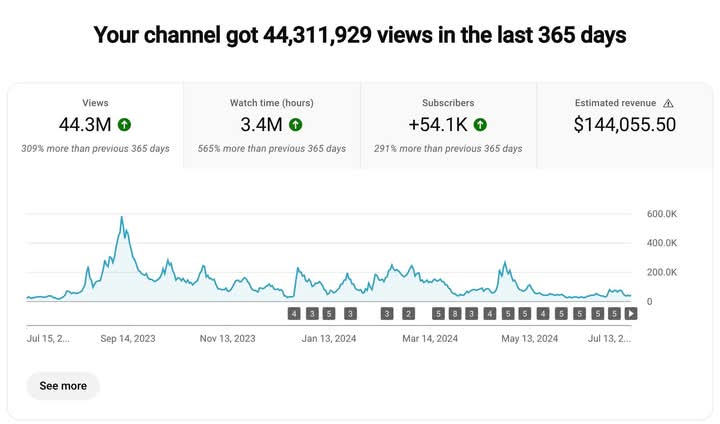 Your channel got 44,311,929 views in the last 365 days
Views
44.3M
309% more than previous 365 days
Watch time (hours)
3.4M
565% more than previous 365 days
Subscribers
+54.1K
291% more than previous 365 days
Estimated revenue
$144,055.50
600.0K
400.0K
200.0K
0
4 3 5 3 3 2 5 8 3 4 5 5 4 5 5 5 5
Jul 15, 2... Sep 14, 2023 Nov 13, 2023 Jan 13, 2024 Mar 14, 2024 May 13, 2024 Jul 13, 2...
See more